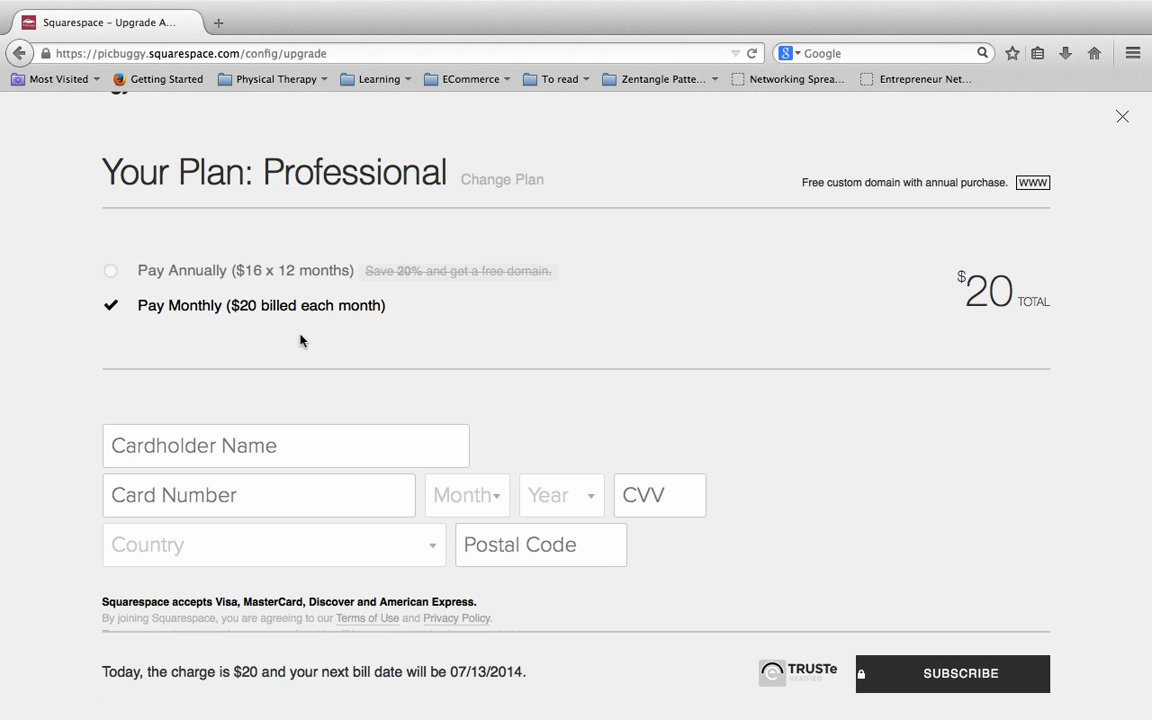 Squarespace – Upgrade A...
https://picbuggy.squarespace.com/config/upgrade
Google
Most Visited Getting Started Physical Therapy Learning ECommerce To read Zentangle Patte... Networking Sprea... Entrepreneur Net...
Your Plan: Professional Change Plan
Free custom domain with annual purchase. WWW
Pay Annually ($16 x 12 months) Save 20% and get a free domain.
Pay Monthly ($20 billed each month)
$20 TOTAL
Cardholder Name
Card Number Month Year CVV
Country Postal Code
Squarespace accepts Visa, MasterCard, Discover and American Express.
By joining Squarespace, you are agreeing to our Terms of Use and Privacy Policy.
Today, the charge is $20 and your next bill date will be 07/13/2014.
TRUSTe
VERIFIED
SUBSCRIBE